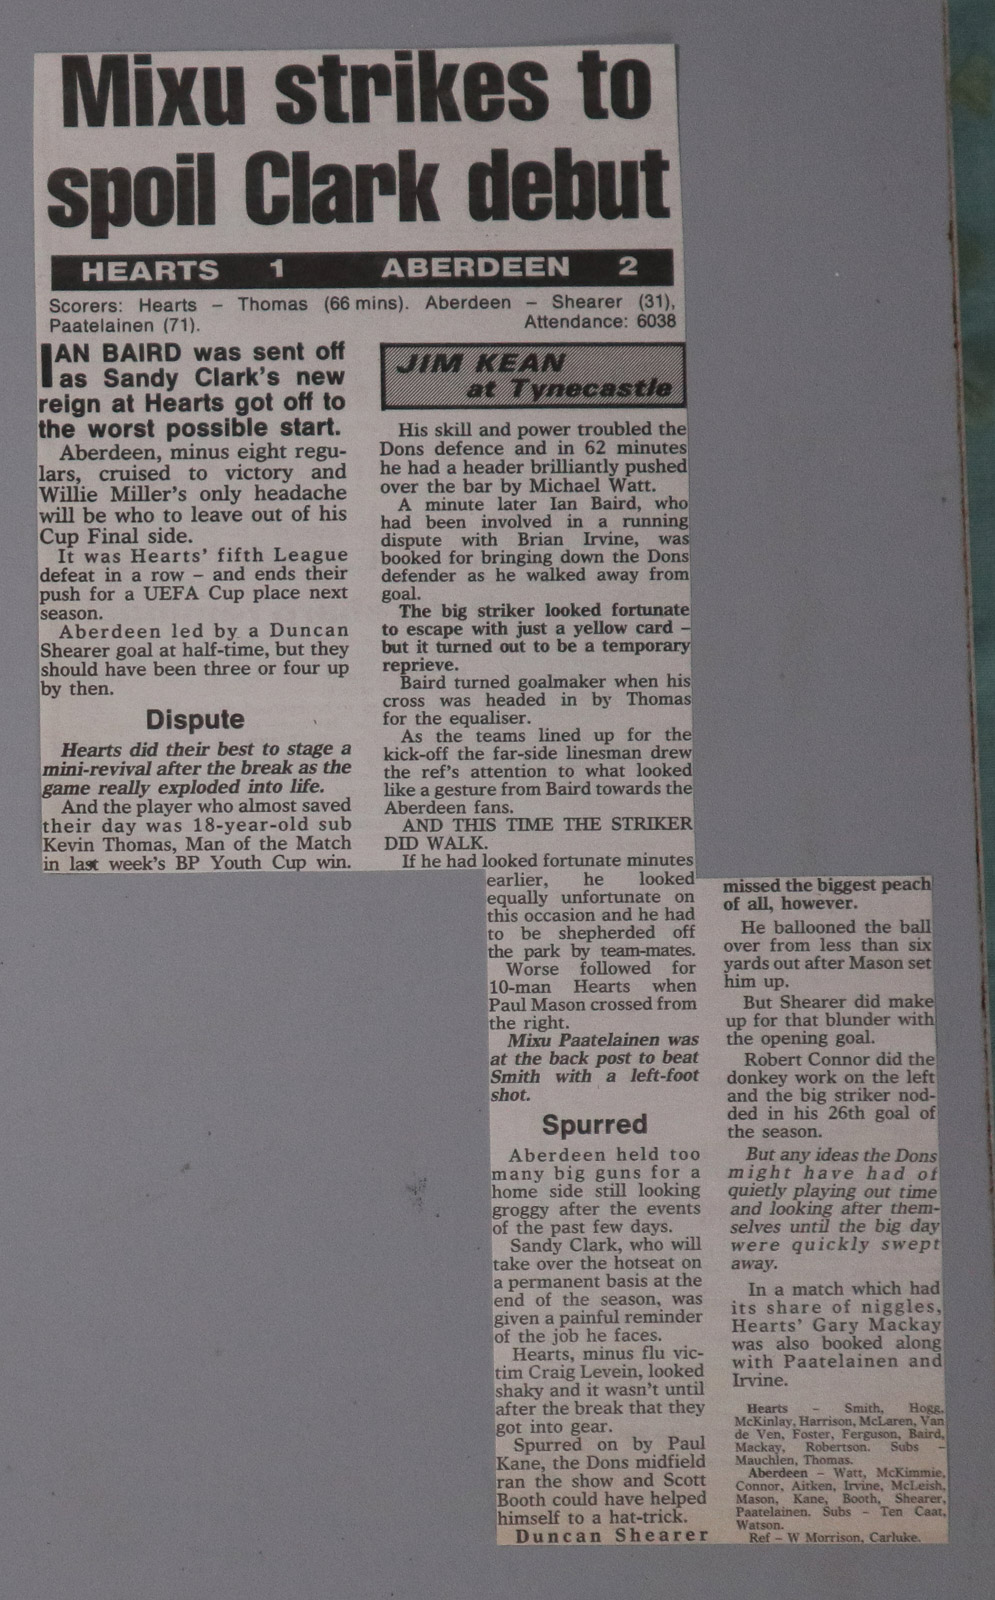 Mixu strikes to
spoil Clark debut
HEARTS 1 ABERDEEN 2
Scorers: Hearts – Thomas (66 mins). Aberdeen – Shearer (31),
Paatelainen (71). Attendance: 6038
IAN BAIRD was sent off
as Sandy Clark's new
reign at Hearts got off to
the worst possible start.
Aberdeen, minus eight regu-
lars, cruised to victory and
Willie Miller's only headache
will be who to leave out of his
Cup Final side.
It was Hearts' fifth League
defeat in a row – and ends their
push for a UEFA Cup place next
season.
Aberdeen led by a Duncan
Shearer goal at half-time, but they
should have been three or four up
by then.
Dispute
Hearts did their best to stage a
mini-revival after the break as the
game really exploded into life.
And the player who almost saved
their day was 18-year-old sub
Kevin Thomas, Man of the Match
in last week's BP Youth Cup win.
JIM KEAN
at Tynecastle
His skill and power troubled the
Dons defence and in 62 minutes
he had a header brilliantly pushed
over the bar by Michael Watt.
A minute later Ian Baird, who
had been involved in a running
dispute with Brian Irvine, was
booked for bringing down the Dons
defender as he walked away from
goal.
The big striker looked fortunate
to escape with just a yellow card –
but it turned out to be a temporary
reprieve.
Baird turned goalmaker when his
cross was headed in by Thomas
for the equaliser.
As the teams lined up for the
kick-off the far-side linesman drew
the ref's attention to what looked
like a gesture from Baird towards the
Aberdeen fans.
AND THIS TIME THE STRIKER
DID WALK.
If he had looked fortunate minutes
earlier, he looked
equally unfortunate on
this occasion and he had
to be shepherded off
the park by team-mates.
Worse followed for
10-man Hearts when
Paul Mason crossed from
the right.
Mixu Paatelainen was
at the back post to beat
Smith with a left-foot
shot.
Spurred
Aberdeen held too
many big guns for a
home side still looking
groggy after the events
of the past few days.
Sandy Clark, who will
take over the hotseat on
a permanent basis at the
end of the season, was
given a painful reminder
of the job he faces.
Hearts, minus flu vic-
tim Craig Levein, looked
shaky and it wasn't until
after the break that they
got into gear.
Spurred on by Paul
Kane, the Dons midfield
ran the show and Scott
Booth could have helped
himself to a hat-trick.
Duncan Shearer
missed the biggest peach
of all, however.
He ballooned the ball
over from less than six
yards out after Mason set
him up.
But Shearer did make
up for that blunder with
the opening goal.
Robert Connor did the
donkey work on the left
and the big striker nod-
ded in his 26th goal of
the season.
But any ideas the Dons
might have had of
quietly playing out time
and looking after them-
selves until the big day
were quickly swept
away.
In a match which had
its share of niggles,
Hearts' Gary Mackay
was also booked along
with Paatelainen and
Irvine.
Hearts – Smith, Hogg,
McKinlay, Harrison, McLaren, Van
de Ven, Foster, Ferguson, Baird,
Mackay, Robertson. Subs –
Mauchlen, Thomas.
Aberdeen – Watt, McKimmie,
Connor, Aitken, Irvine, McLeish,
Mason, Kane, Booth, Shearer,
Paatelainen. Subs – Ten Caat,
Watson.
Ref – W Morrison, Carluke.